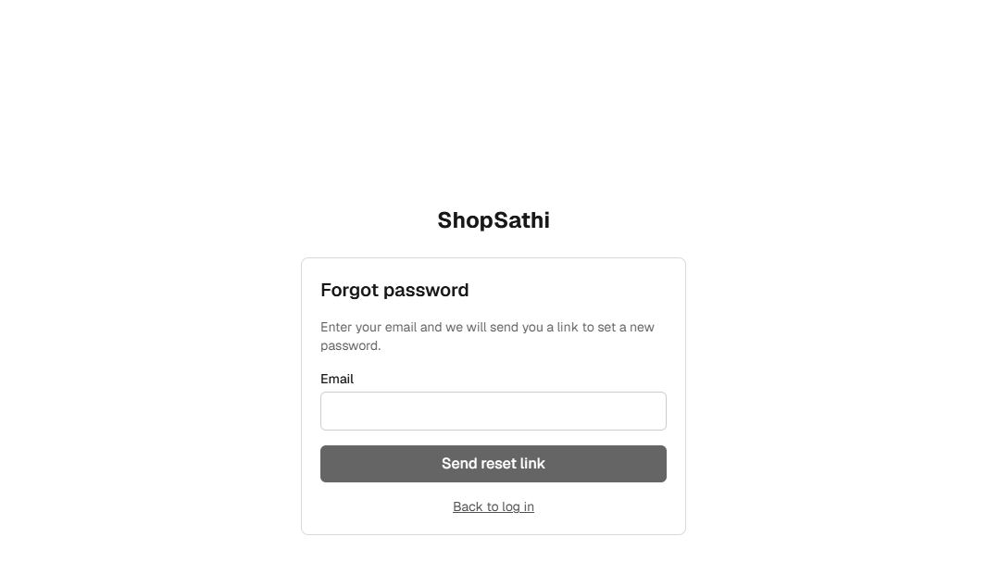 ShopSathi
Forgot password
Enter your email and we will send you a link to set a new
password.
Email
Send reset link
Back to log in